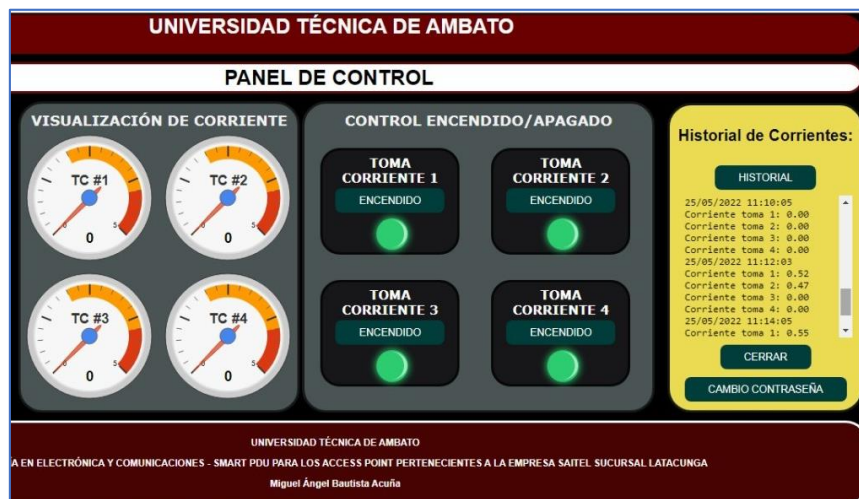 UNIVERSIDAD TÉCNICA DE AMBATO
PANEL DE CONTROL
VISUALIZACIÓN DE CORRIENTE
TC #1
5
0
TC #2
5
0
TC #3
5
0
TC #4
5
0
CONTROL ENCENDIDO/APAGADO
TOMA
CORRIENTE 1
ENCENDIDO
TOMA
CORRIENTE 2
ENCENDIDO
TOMA
CORRIENTE 3
ENCENDIDO
TOMA
CORRIENTE 4
ENCENDIDO
Historial de Corrientes:
HISTORIAL
25/05/2022 11:10:05
Corriente toma 1: 0.00
Corriente toma 2: 0.00
Corriente toma 3: 0.00
Corriente toma 4: 0.00
25/05/2022 11:12:03
Corriente toma 1: 0.52
Corriente toma 2: 0.47
Corriente toma 3: 0.00
Corriente toma 4: 0.00
25/05/2022 11:14:05
Corriente toma 1: 0.55
CERRAR
CAMBIO CONTRASEÑA
UNIVERSIDAD TÉCNICA DE AMBATO
ÍA EN ELECTRÓNICA Y COMUNICACIONES - SMART PDU PARA LOS ACCESS POINT PERTENECIENTES A LA EMPRESA SAITEL SUCURSAL LATACUNGA
Miguel Ángel Bautista Acuña